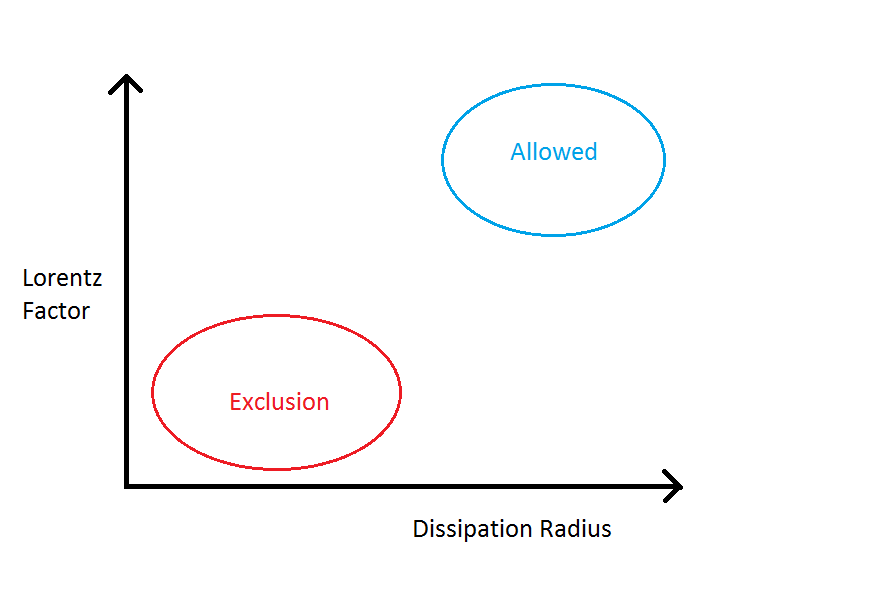 Allowed
Lorentz
Factor
Exclusion
Dissipation Radius